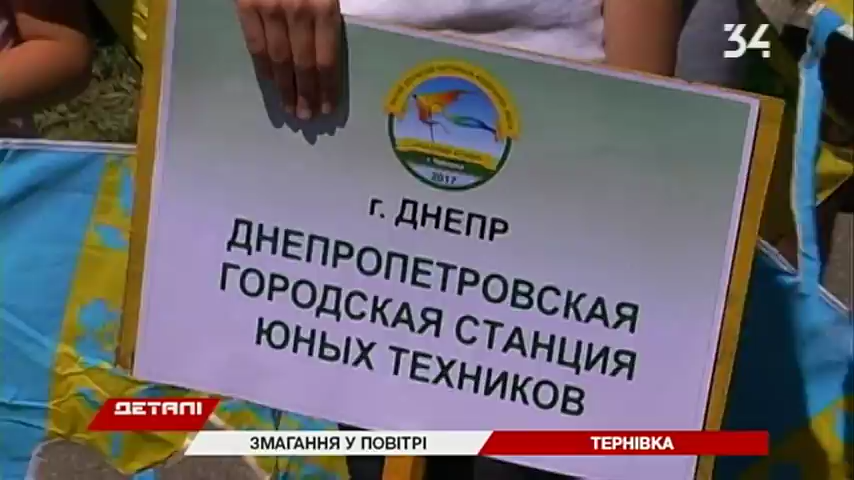 34
2017
г. ДНЕПР
ДНЕПРОПЕТРОВСКАЯ
ГОРОДСКАЯ СТАНЦИЯ
ЮНЫХ ТЕХНИКОВ
ДЕТАЛІ
ЗМАГАННЯ У ПОВІТРІ
ТЕРНІВКА